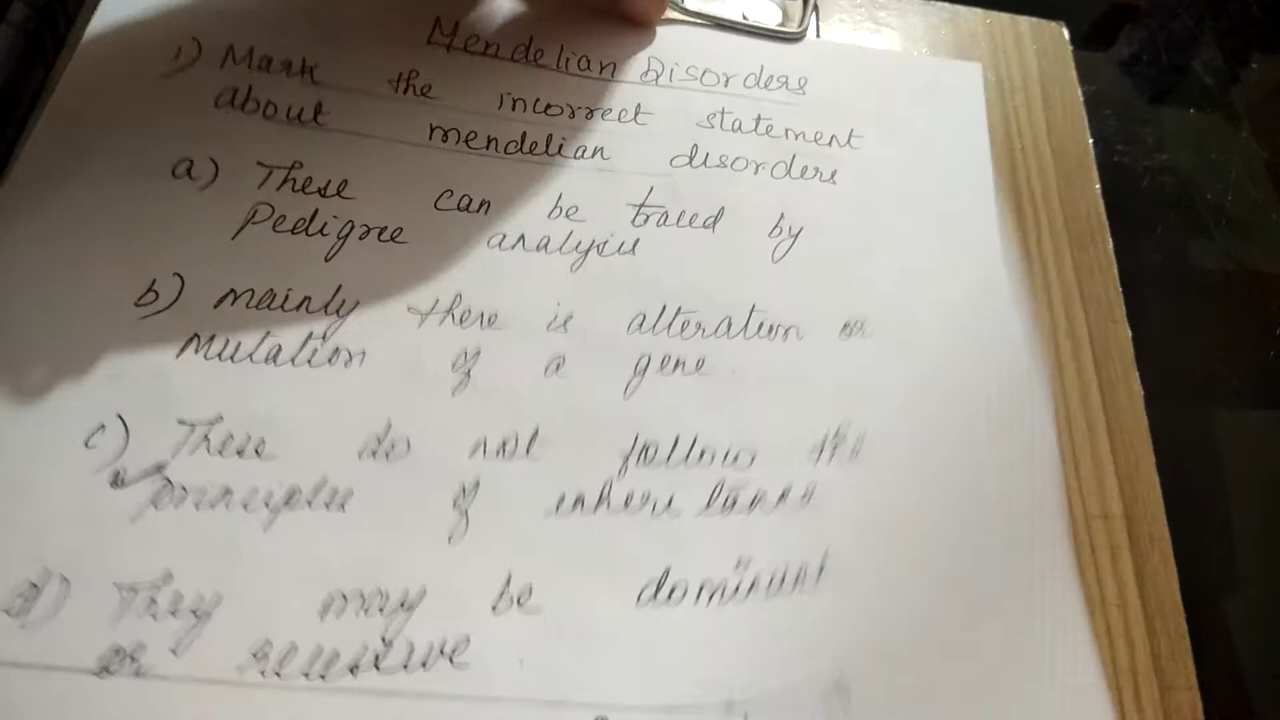 Mendelian Disorders
1) Mark the incorrect statement
about mendelian disorders
a) These can be traced by
Pedigree analysis
b) mainly there is alteration or
mutation of a gene
c) These do not follow the
principles of inheritance
d) They may be dominant
or recessive